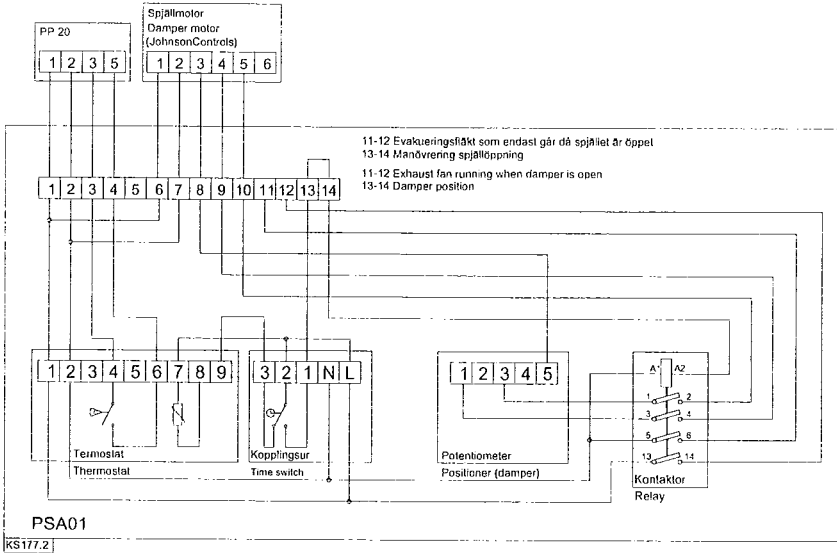 Spjällmotor
Damper motor
(JohnsonControls)
PP 20
1 2 3 5
1 2 3 4 5 6
11-12 Evakueringsfläkt som endast går då spjället är öppet
13-14 Manövrering spjällöppning
11-12 Exhaust fan running when damper is open
13-14 Damper position
1 2 3 4 5 6 7 8 9 10 11 12 13 14
1 2 3 4 5 6 7 8 9
3 2 1 N L
1 2 3 4 5
A1 A2
1 2
3 4
5 6
13 14
Termostat
Thermostat
Kopplingsur
Time switch
Potentiometer
Positioner (damper)
Kontaktor
Relay
PSA01
KS177.2